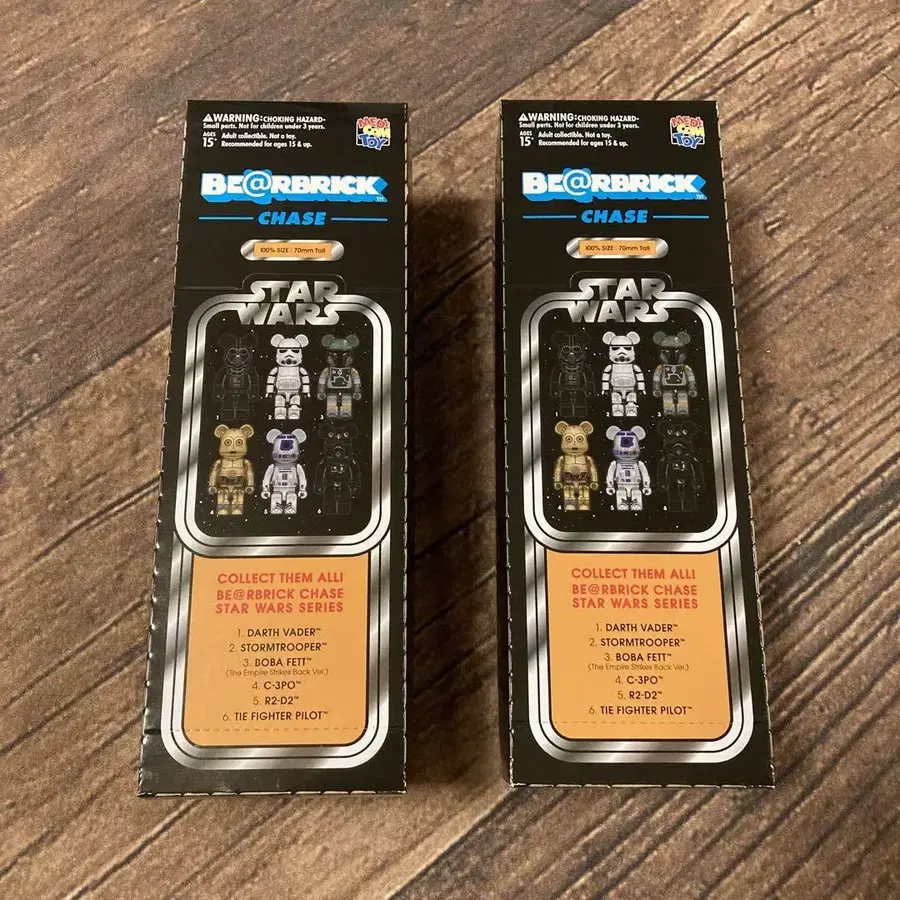 ⚠WARNING: CHOKING HAZARD-
Small parts. Not for children under 3 years.
AGES 15+ Adult collectible. Not a toy.
Recommended for ages 15 & up.
MEDICOM TOY
BE@RBRICK™
CHASE
100% SIZE : 70mm Tall
STAR WARS
1
3
6
COLLECT THEM ALL!
BE@RBRICK CHASE
STAR WARS SERIES
1. DARTH VADER™
2. STORMTROOPER™
3. BOBA FETT™
(The Empire Strikes Back Ver.)
4. C-3PO™
5. R2-D2™
6. TIE FIGHTER PILOT™
⚠WARNING: CHOKING HAZARD-
Small parts. Not for children under 3 years.
AGES 15+ Adult collectible. Not a toy.
Recommended for ages 15 & up.
MEDICOM TOY
BE@RBRICK™
CHASE
100% SIZE : 70mm Tall
STAR WARS
COLLECT THEM ALL!
BE@RBRICK CHASE
STAR WARS SERIES
1. DARTH VADER™
2. STORMTROOPER™
3. BOBA FETT™
(The Empire Strikes Back Ver.)
4. C-3PO™
5. R2-D2™
6. TIE FIGHTER PILOT™